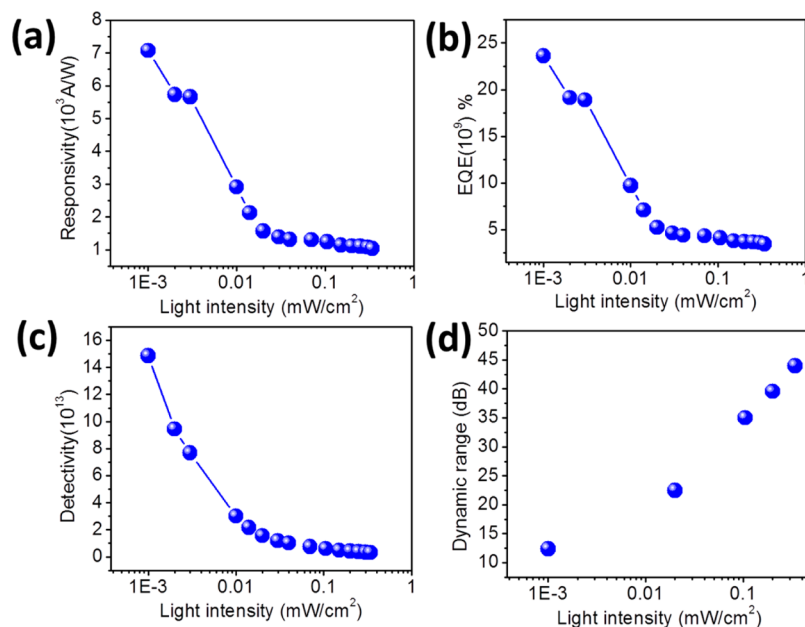 (a)
8
7
6
5
4
3
2
1
Responsivity(10³A/W)
1E-3 0.01 0.1 1
Light intensity (mW/cm²)
(b)
25
20
15
10
5
EQE(10⁹) %
1E-3 0.01 0.1 1
Light intensity (mW/cm²)
(c)
16
14
12
10
8
6
4
2
0
Detectivity(10¹³)
1E-3 0.01 0.1 1
Light intensity (mW/cm²)
(d)
50
45
40
35
30
25
20
15
10
Dynamic range (dB)
1E-3 0.01 0.1
Light intensity (mW/cm²)